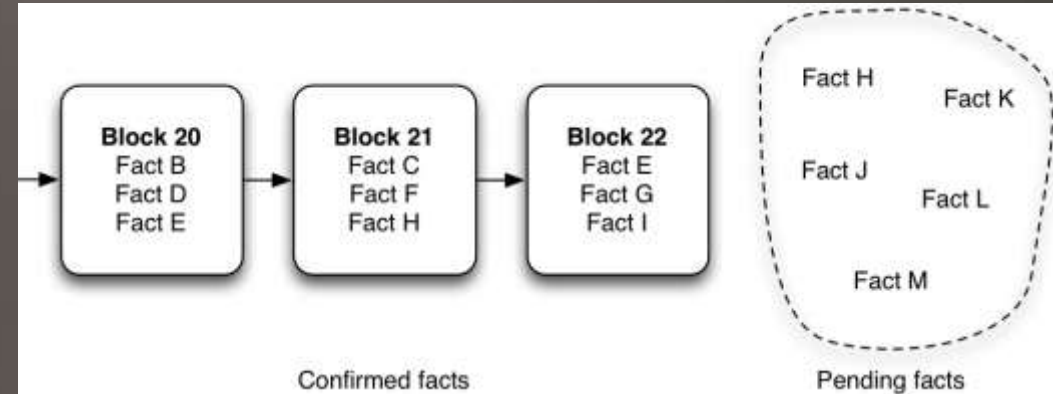 Block 20
Fact B
Fact D
Fact E
Block 21
Fact C
Fact F
Fact H
Block 22
Fact E
Fact G
Fact I
Fact H
Fact K
Fact J
Fact L
Fact M
Confirmed facts
Pending facts